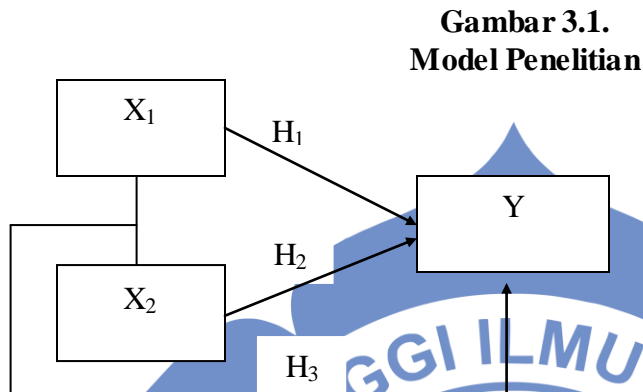 Gambar 3.1.
Model Penelitian
X₁
H₁
Y
H₂
X₂
H₃
GGI ILMU